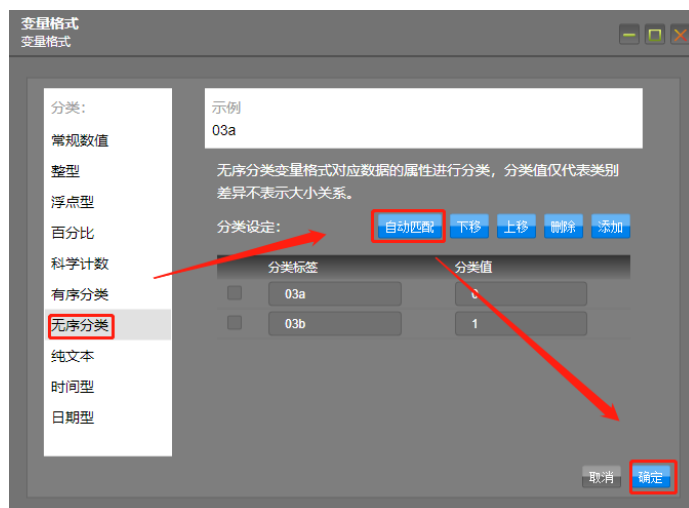 变量格式
变量格式
分类:
常规数值
整型
浮点型
百分比
科学计数
有序分类
无序分类
纯文本
时间型
日期型
示例
03a
无序分类变量格式对应数据的属性进行分类，分类值仅代表类别
差异不表示大小关系。
分类设定: 自动匹配 下移 上移 删除 添加
分类标签 分类值
03a 0
03b 1
取消 确定